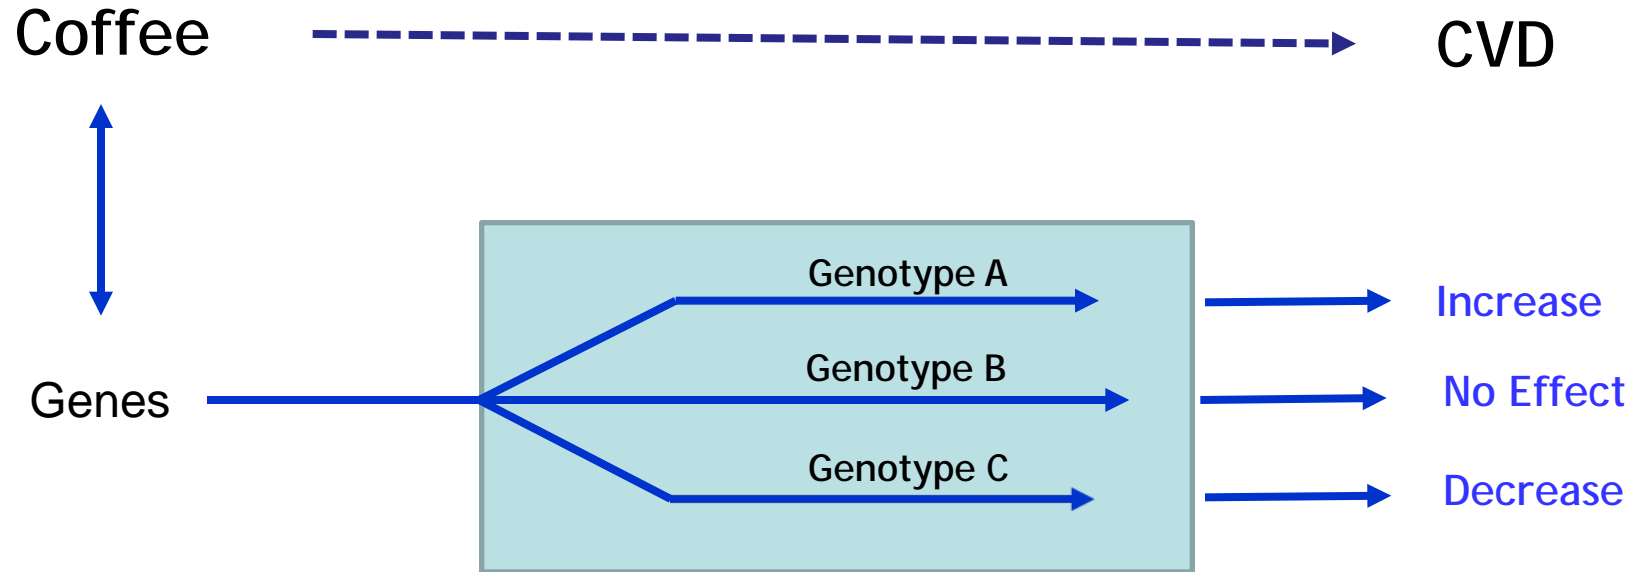 Coffee
CVD
Genotype A
Increase
Genotype B
No Effect
Genes
Genotype C
Decrease